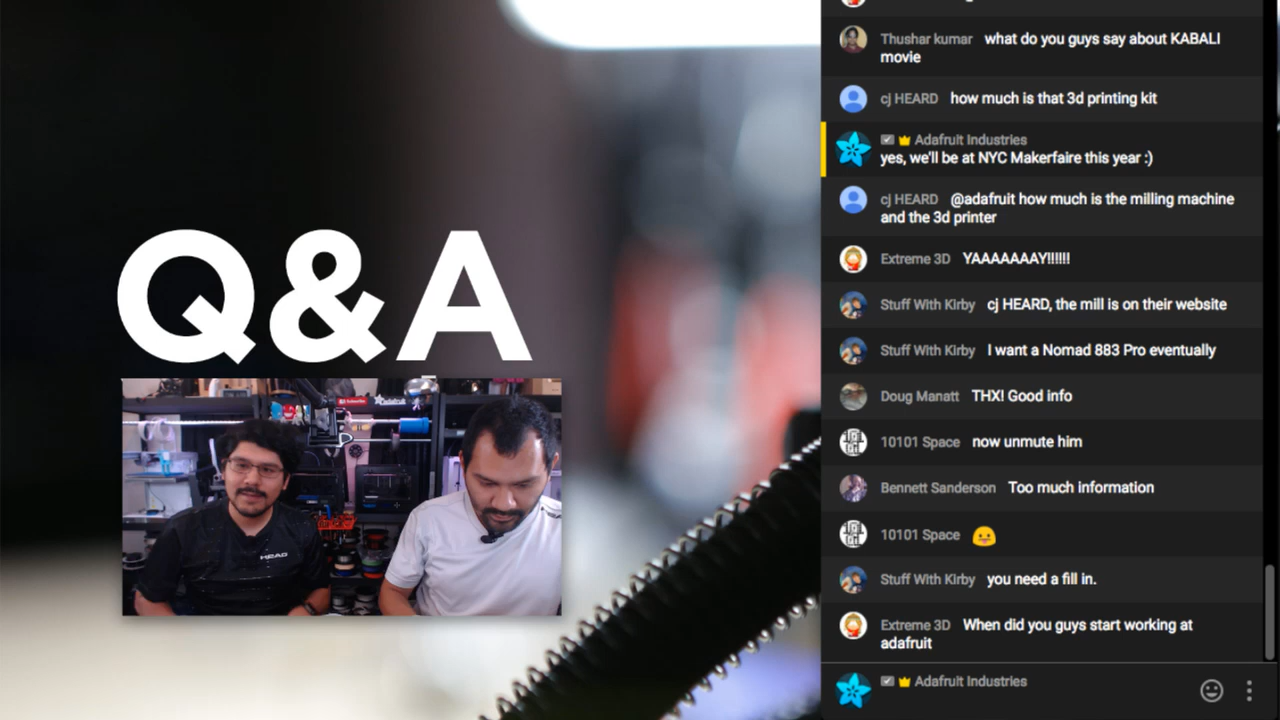 Q&A
HEAD
Thushar kumar what do you guys say about KABALI
movie
cj HEARD how much is that 3d printing kit
Adafruit Industries
yes, we'll be at NYC Makerfaire this year :)
cj HEARD @adafruit how much is the milling machine
and the 3d printer
Extreme 3D YAAAAAAAY!!!!!!
Stuff With Kirby cj HEARD, the mill is on their website
Stuff With Kirby I want a Nomad 883 Pro eventually
Doug Manatt THX! Good info
10101 Space now unmute him
Bennett Sanderson Too much information
10101 Space
Stuff With Kirby you need a fill in.
Extreme 3D When did you guys start working at
adafruit
Adafruit Industries